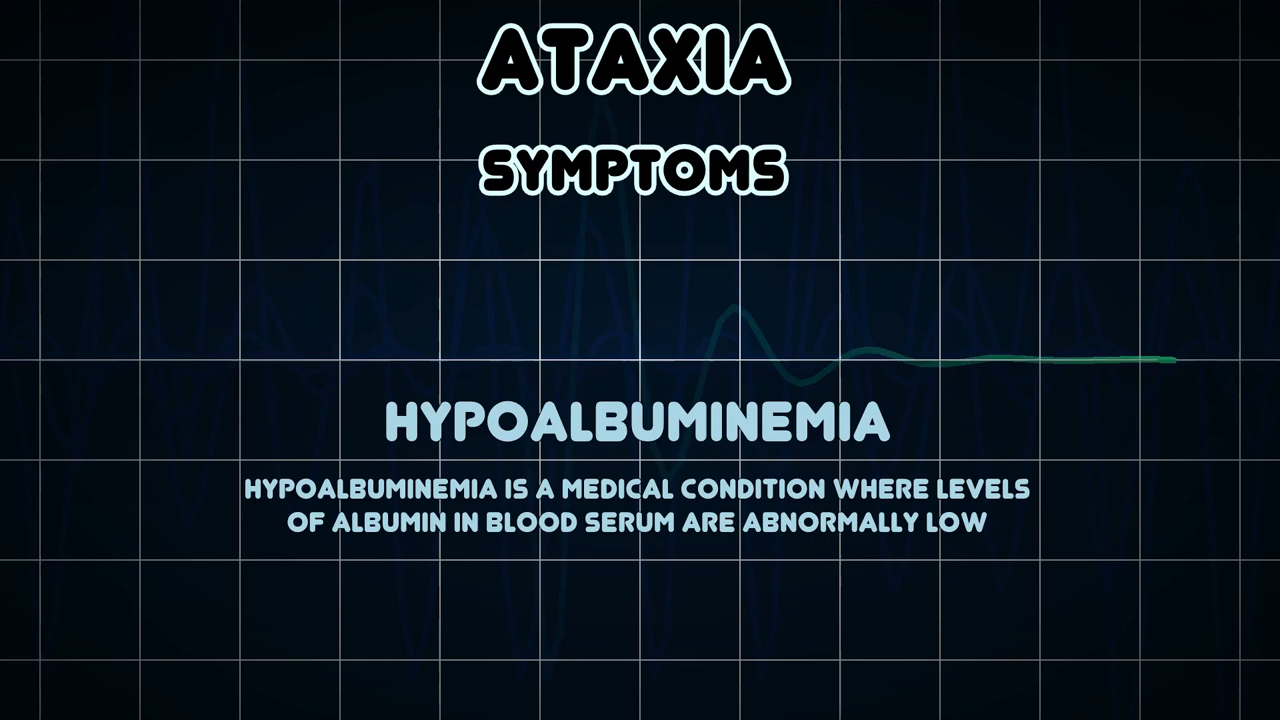 ATAXIA
SYMPTOMS
HYPOALBUMINEMIA
HYPOALBUMINEMIA IS A MEDICAL CONDITION WHERE LEVELS
OF ALBUMIN IN BLOOD SERUM ARE ABNORMALLY LOW